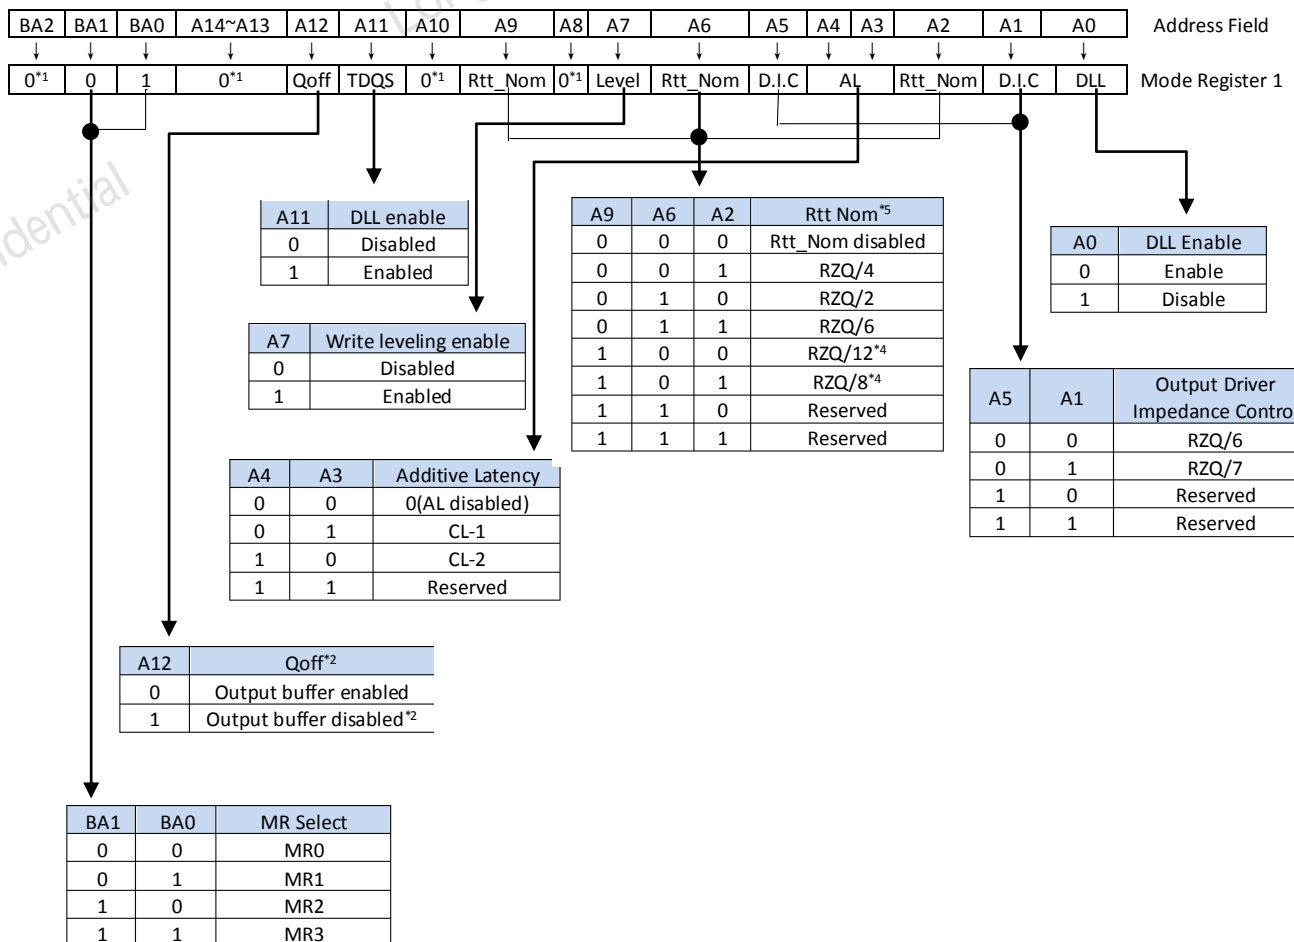 BA2 BA1 BA0 A14~A13 A12 A11 A10 A9 A8 A7 A6 A5 A4 A3 A2 A1 A0 Address Field
0*1 0 1 0*1 Qoff TDQS 0*1 Rtt_Nom 0*1 Level Rtt_Nom D.I.C AL Rtt_Nom D.I.C DLL Mode Register 1
A11 DLL enable
0 Disabled
1 Enabled
A7 Write leveling enable
0 Disabled
1 Enabled
A9 A6 A2 Rtt Nom*5
0 0 0 Rtt_Nom disabled
0 0 1 RZQ/4
0 1 0 RZQ/2
0 1 1 RZQ/6
1 0 0 RZQ/12*4
1 0 1 RZQ/8*4
1 1 0 Reserved
1 1 1 Reserved
A0 DLL Enable
0 Enable
1 Disable
A5 A1 Output Driver
Impedance Contro
0 0 RZQ/6
0 1 RZQ/7
1 0 Reserved
1 1 Reserved
A4 A3 Additive Latency
0 0 0(AL disabled)
0 1 CL-1
1 0 CL-2
1 1 Reserved
A12 Qoff*2
0 Output buffer enabled
1 Output buffer disabled*2
BA1 BA0 MR Select
0 0 MR0
0 1 MR1
1 0 MR2
1 1 MR3
idential